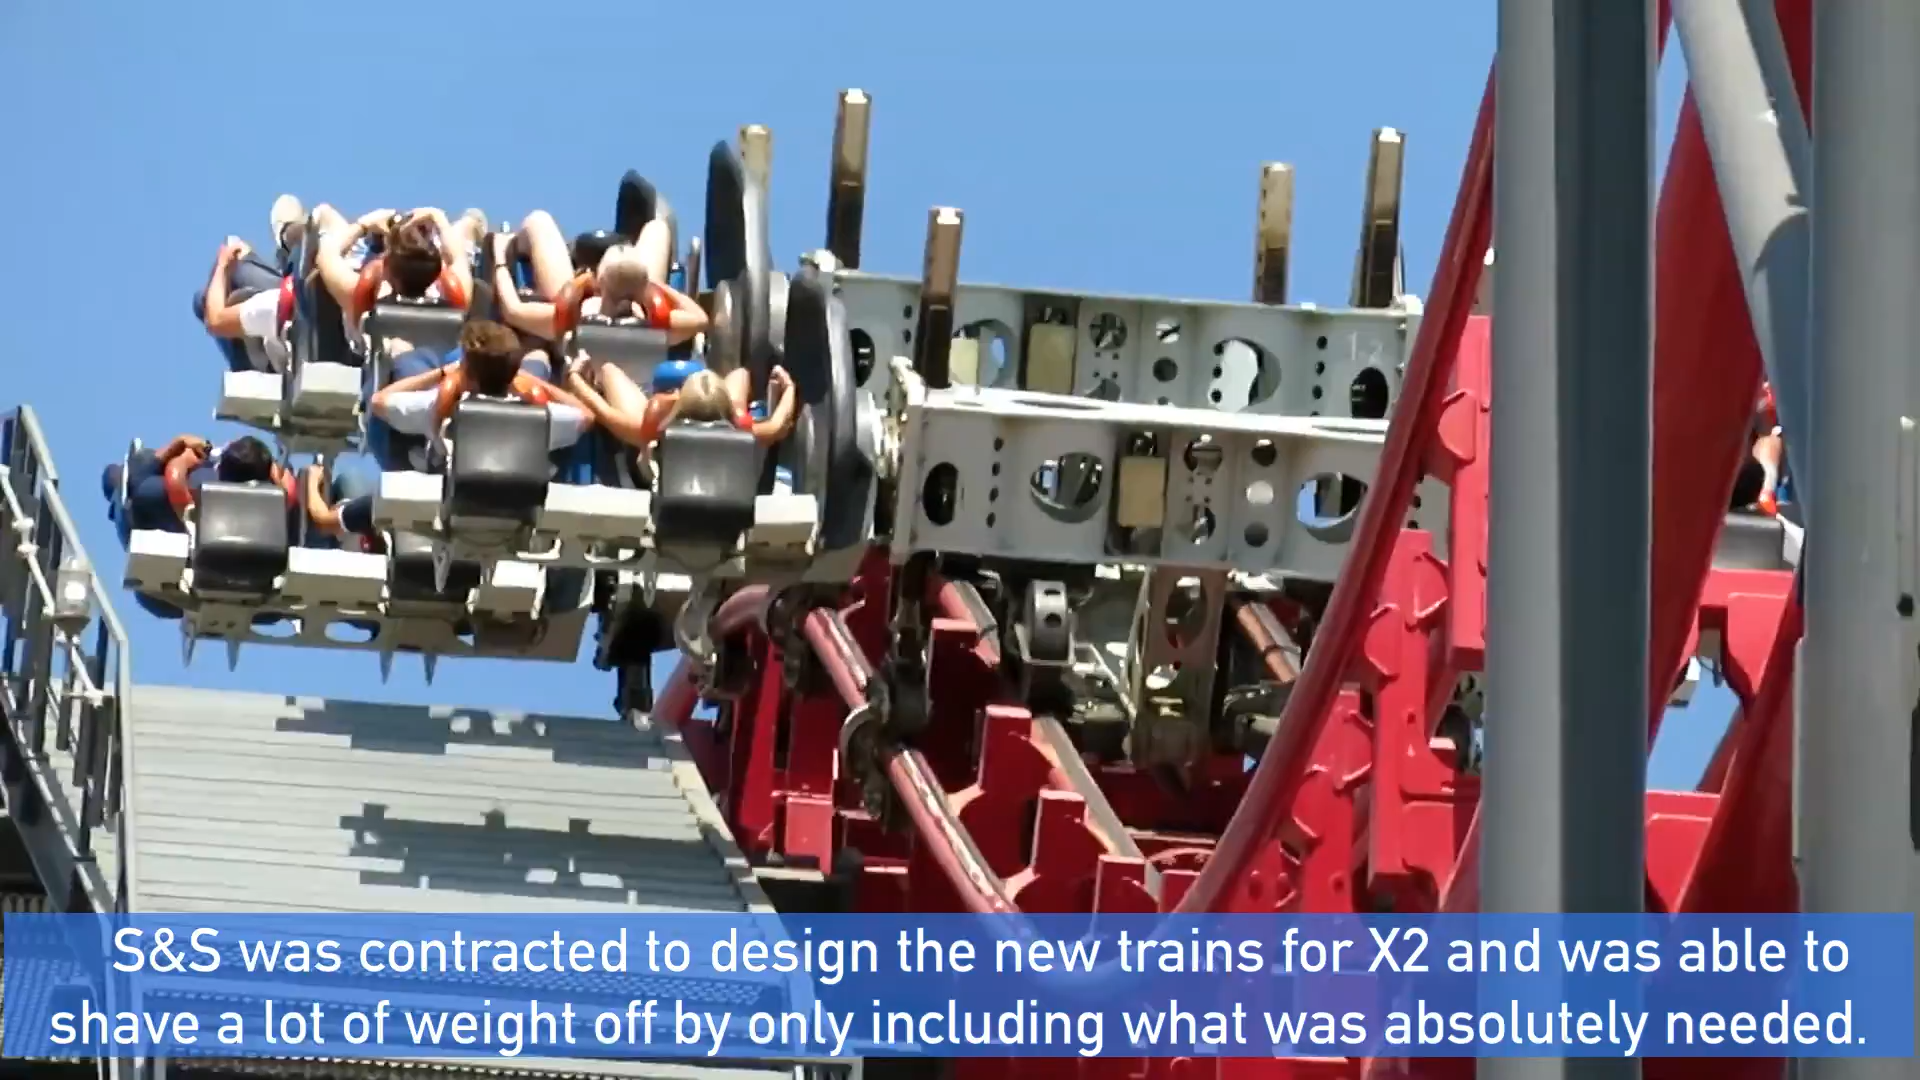 12
S&S was contracted to design the new trains for X2 and was able to
shave a lot of weight off by only including what was absolutely needed.